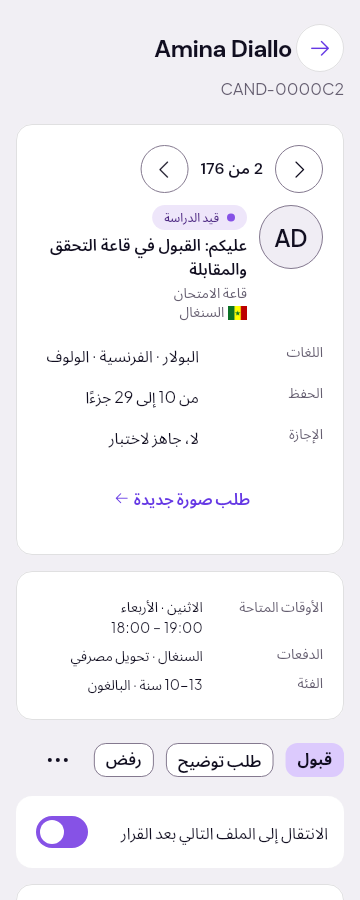 Amina Diallo
CAND-0000C2
2 من 176
قيد الدراسة
AD
عليكم: القبول في قاعة التحقق
والمقابلة
قاعة الامتحان
السنغال
اللغات
البولار · الفرنسية · الولوف
الحفظ
من 10 إلى 29 جزءًا
الإجازة
لا، جاهز لاختبار
طلب صورة جديدة ←
الأوقات المتاحة
الاثنين · الأربعاء
18:00 – 19:00
الدفعات
السنغال · تحويل مصرفي
الفئة
10–13 سنة · البالغون
قبول
طلب توضيح
رفض
الانتقال إلى الملف التالي بعد القرار